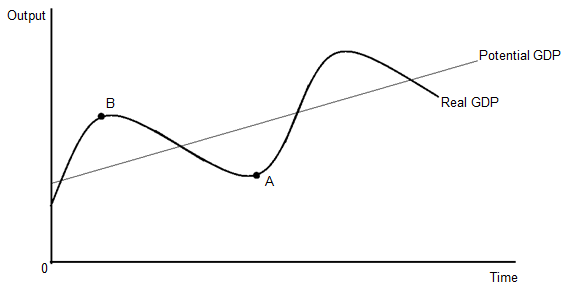 Output
Potential GDP
B
Real GDP
A
0
Time